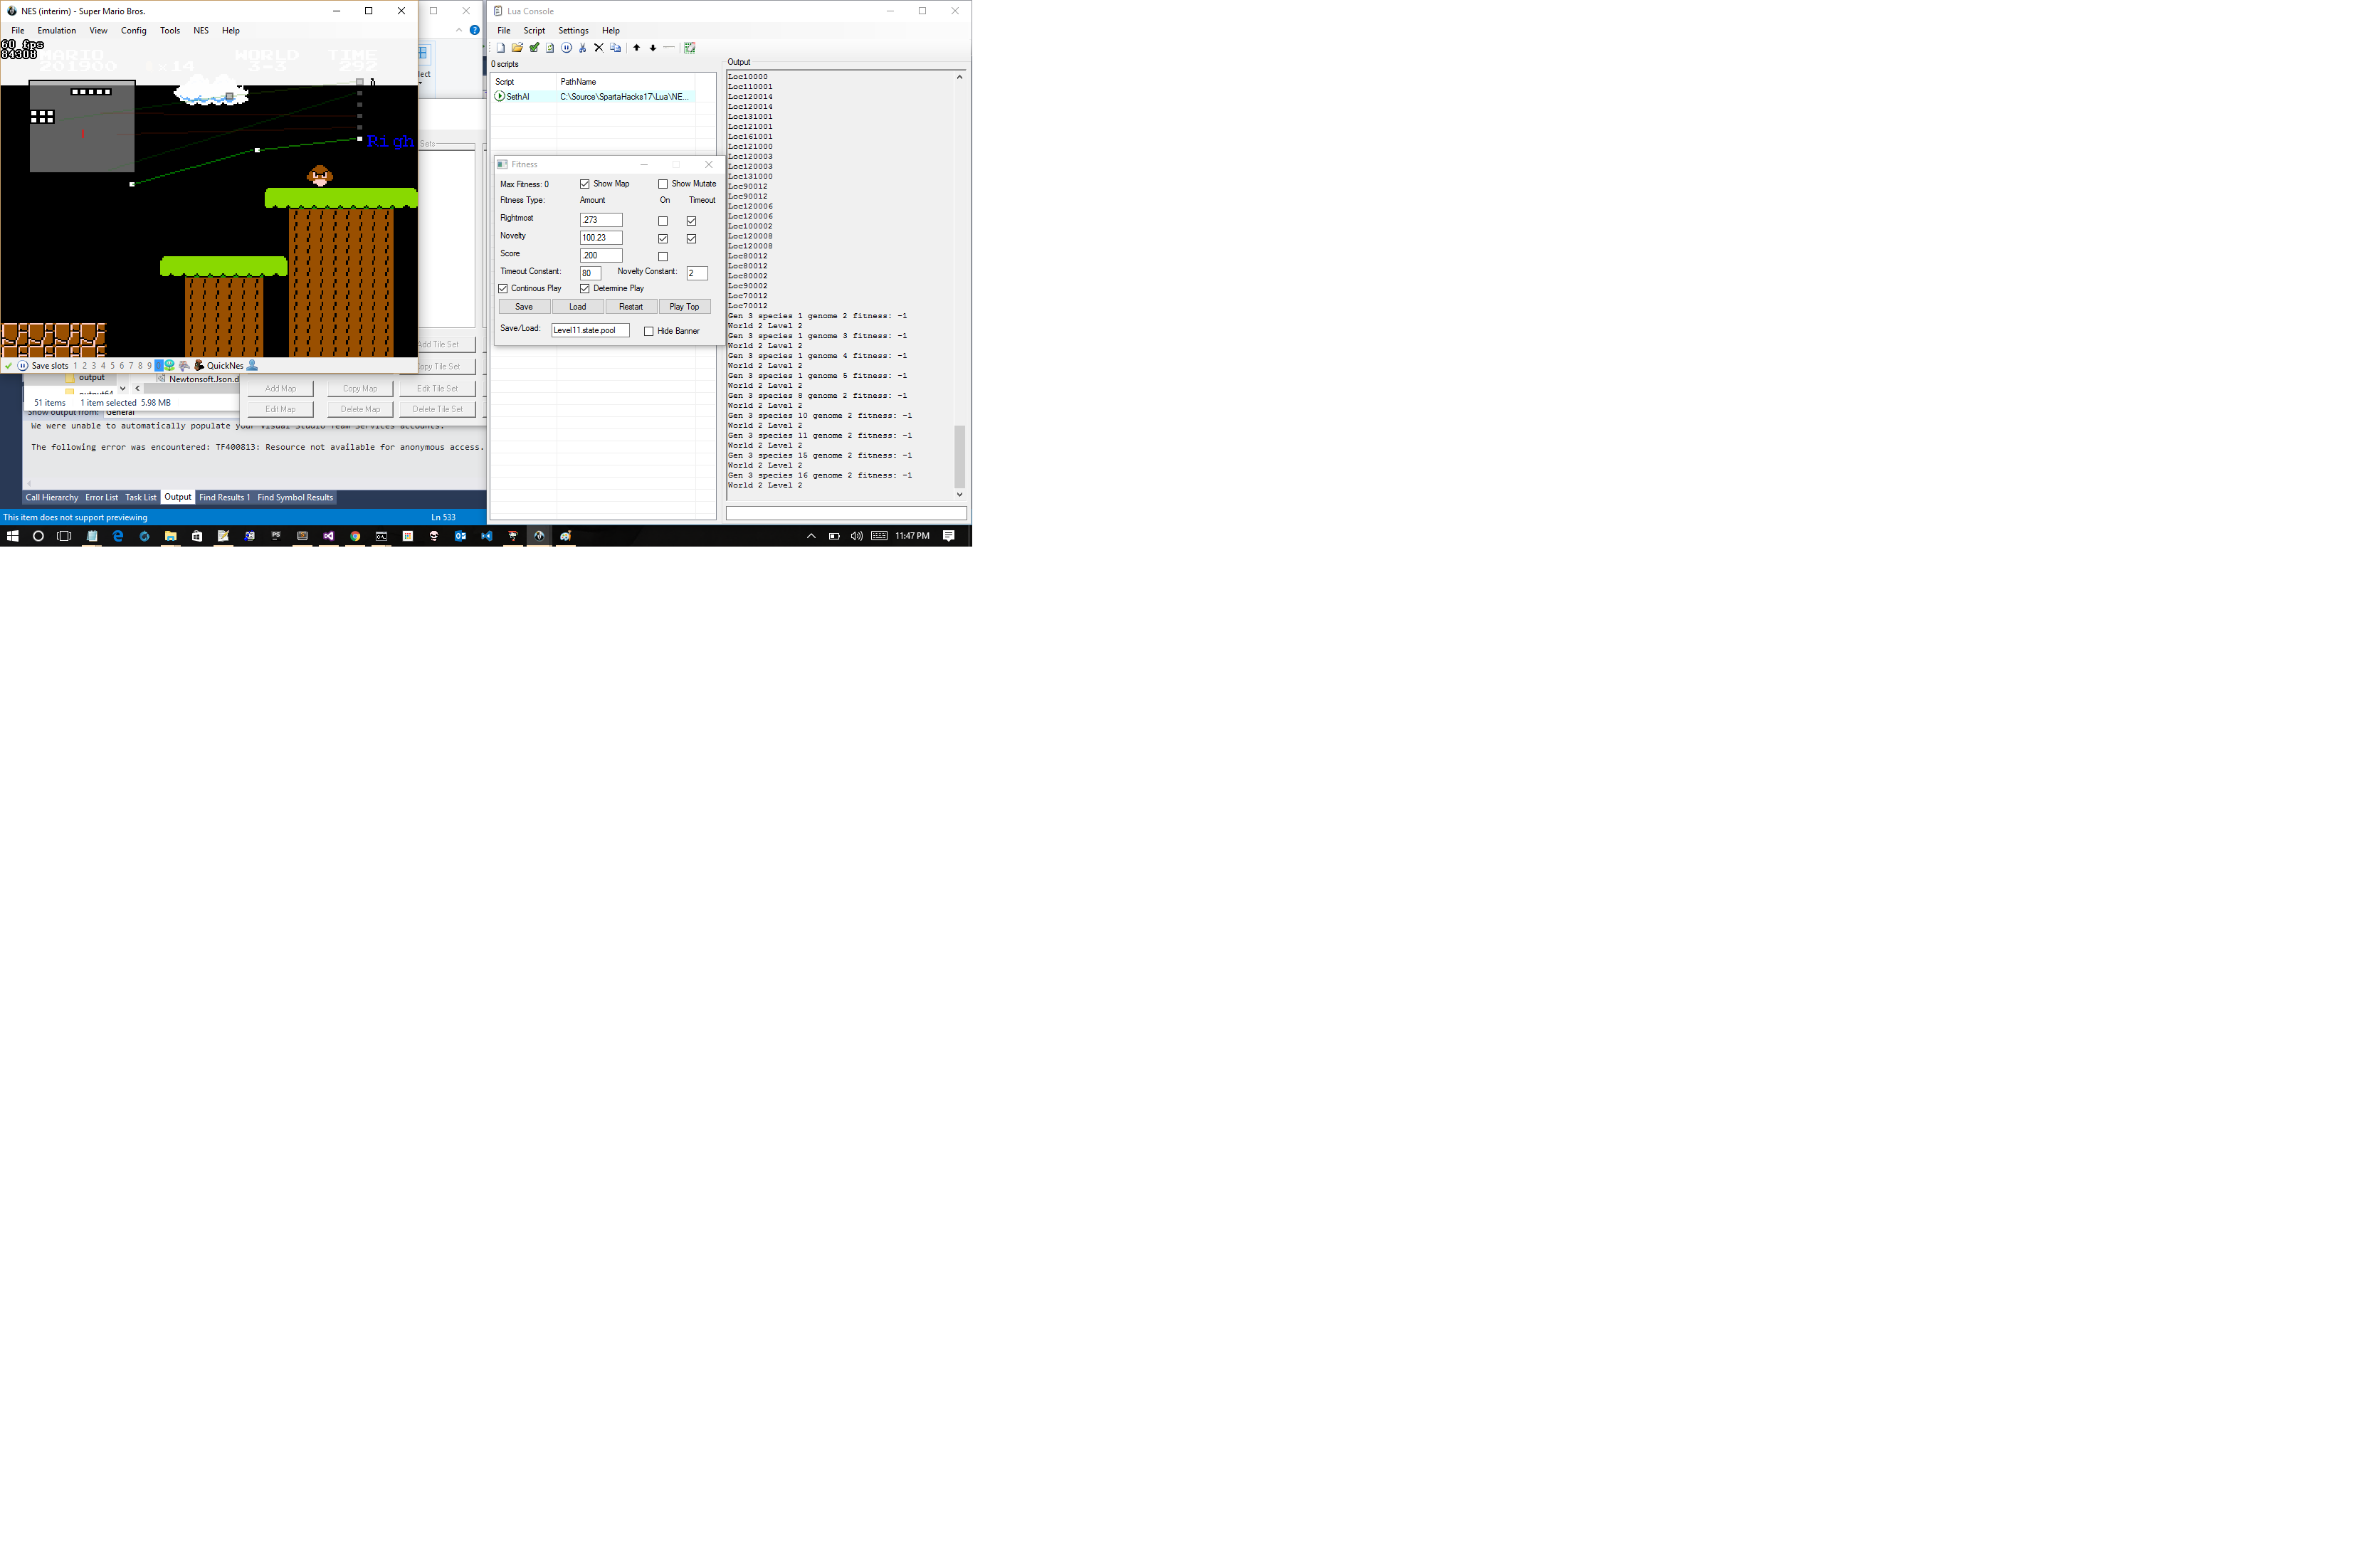 NES (interim) - Super Mario Bros.
File Emulation View Config Tools NES Help
60 fps
84308
MARIO WORLD TIME
201900 ×14 3-3 292
Righ
Save slots 1 2 3 4 5 6 7 8 9 QuickNes
Sets
Add Tile Set
Copy Tile Set
Add Map Copy Map Edit Tile Set
Edit Map Delete Map Delete Tile Set
output Newtonsoft.Json.d
51 items 1 item selected 5.98 MB
Show output from: General
We were unable to automatically populate your Visual Studio Team Services accounts.
The following error was encountered: TF400813: Resource not available for anonymous access.
Call Hierarchy Error List Task List Output Find Results 1 Find Symbol Results
This item does not support previewing Ln 533
Lua Console
File Script Settings Help
0 scripts
Script PathName
SethAI C:\Source\SpartaHacks17\Lua\NE...
Fitness
Max Fitness: 0 Show Map Show Mutate
Fitness Type: Amount On Timeout
Rightmost .273
Novelty 100.23
Score .200
Timeout Constant: 80 Novelty Constant: 2
Continous Play Determine Play
Save Load Restart Play Top
Save/Load: Level11.state.pool Hide Banner
Output
Loc10000
Loc110001
Loc120014
Loc120014
Loc131001
Loc121001
Loc161001
Loc121000
Loc120003
Loc120003
Loc131000
Loc90012
Loc90012
Loc120006
Loc120006
Loc100002
Loc120008
Loc120008
Loc80012
Loc80012
Loc80002
Loc90002
Loc70012
Loc70012
Gen 3 species 1 genome 2 fitness: -1
World 2 Level 2
Gen 3 species 1 genome 3 fitness: -1
World 2 Level 2
Gen 3 species 1 genome 4 fitness: -1
World 2 Level 2
Gen 3 species 1 genome 5 fitness: -1
World 2 Level 2
Gen 3 species 8 genome 2 fitness: -1
World 2 Level 2
Gen 3 species 10 genome 2 fitness: -1
World 2 Level 2
Gen 3 species 11 genome 2 fitness: -1
World 2 Level 2
Gen 3 species 15 genome 2 fitness: -1
World 2 Level 2
Gen 3 species 16 genome 2 fitness: -1
World 2 Level 2
11:47 PM